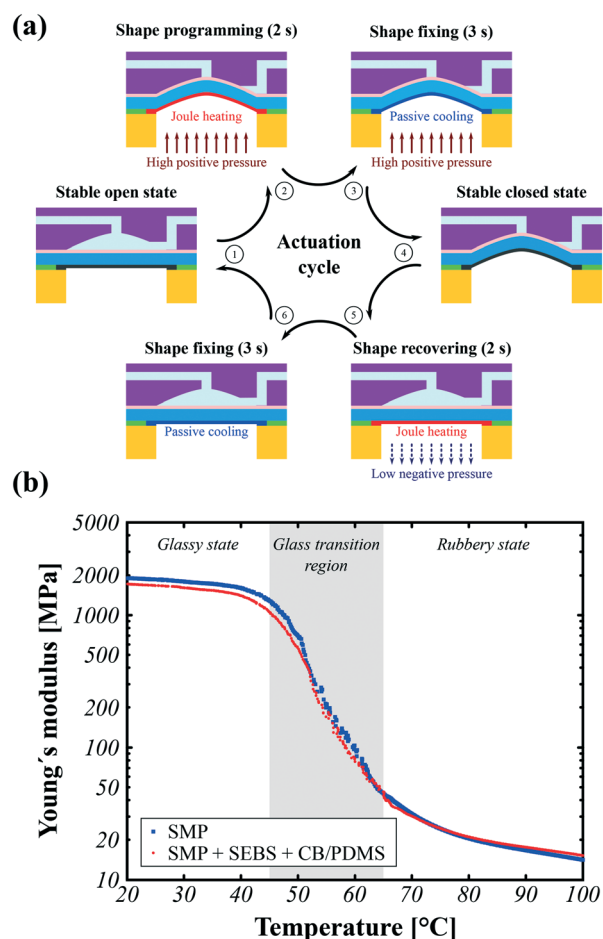 (a)
Shape programming (2 s)
Shape fixing (3 s)
Joule heating
Passive cooling
High positive pressure
High positive pressure
Stable open state
Stable closed state
2
3
Actuation
cycle
1
4
6
5
Shape fixing (3 s)
Shape recovering (2 s)
Passive cooling
Joule heating
Low negative pressure
(b)
Glassy state
Glass transition
region
Rubbery state
5000
2000
1000
500
200
100
50
20
10
Young´s modulus [MPa]
SMP
SMP + SEBS + CB/PDMS
20 30 40 50 60 70 80 90 100
Temperature [°C]